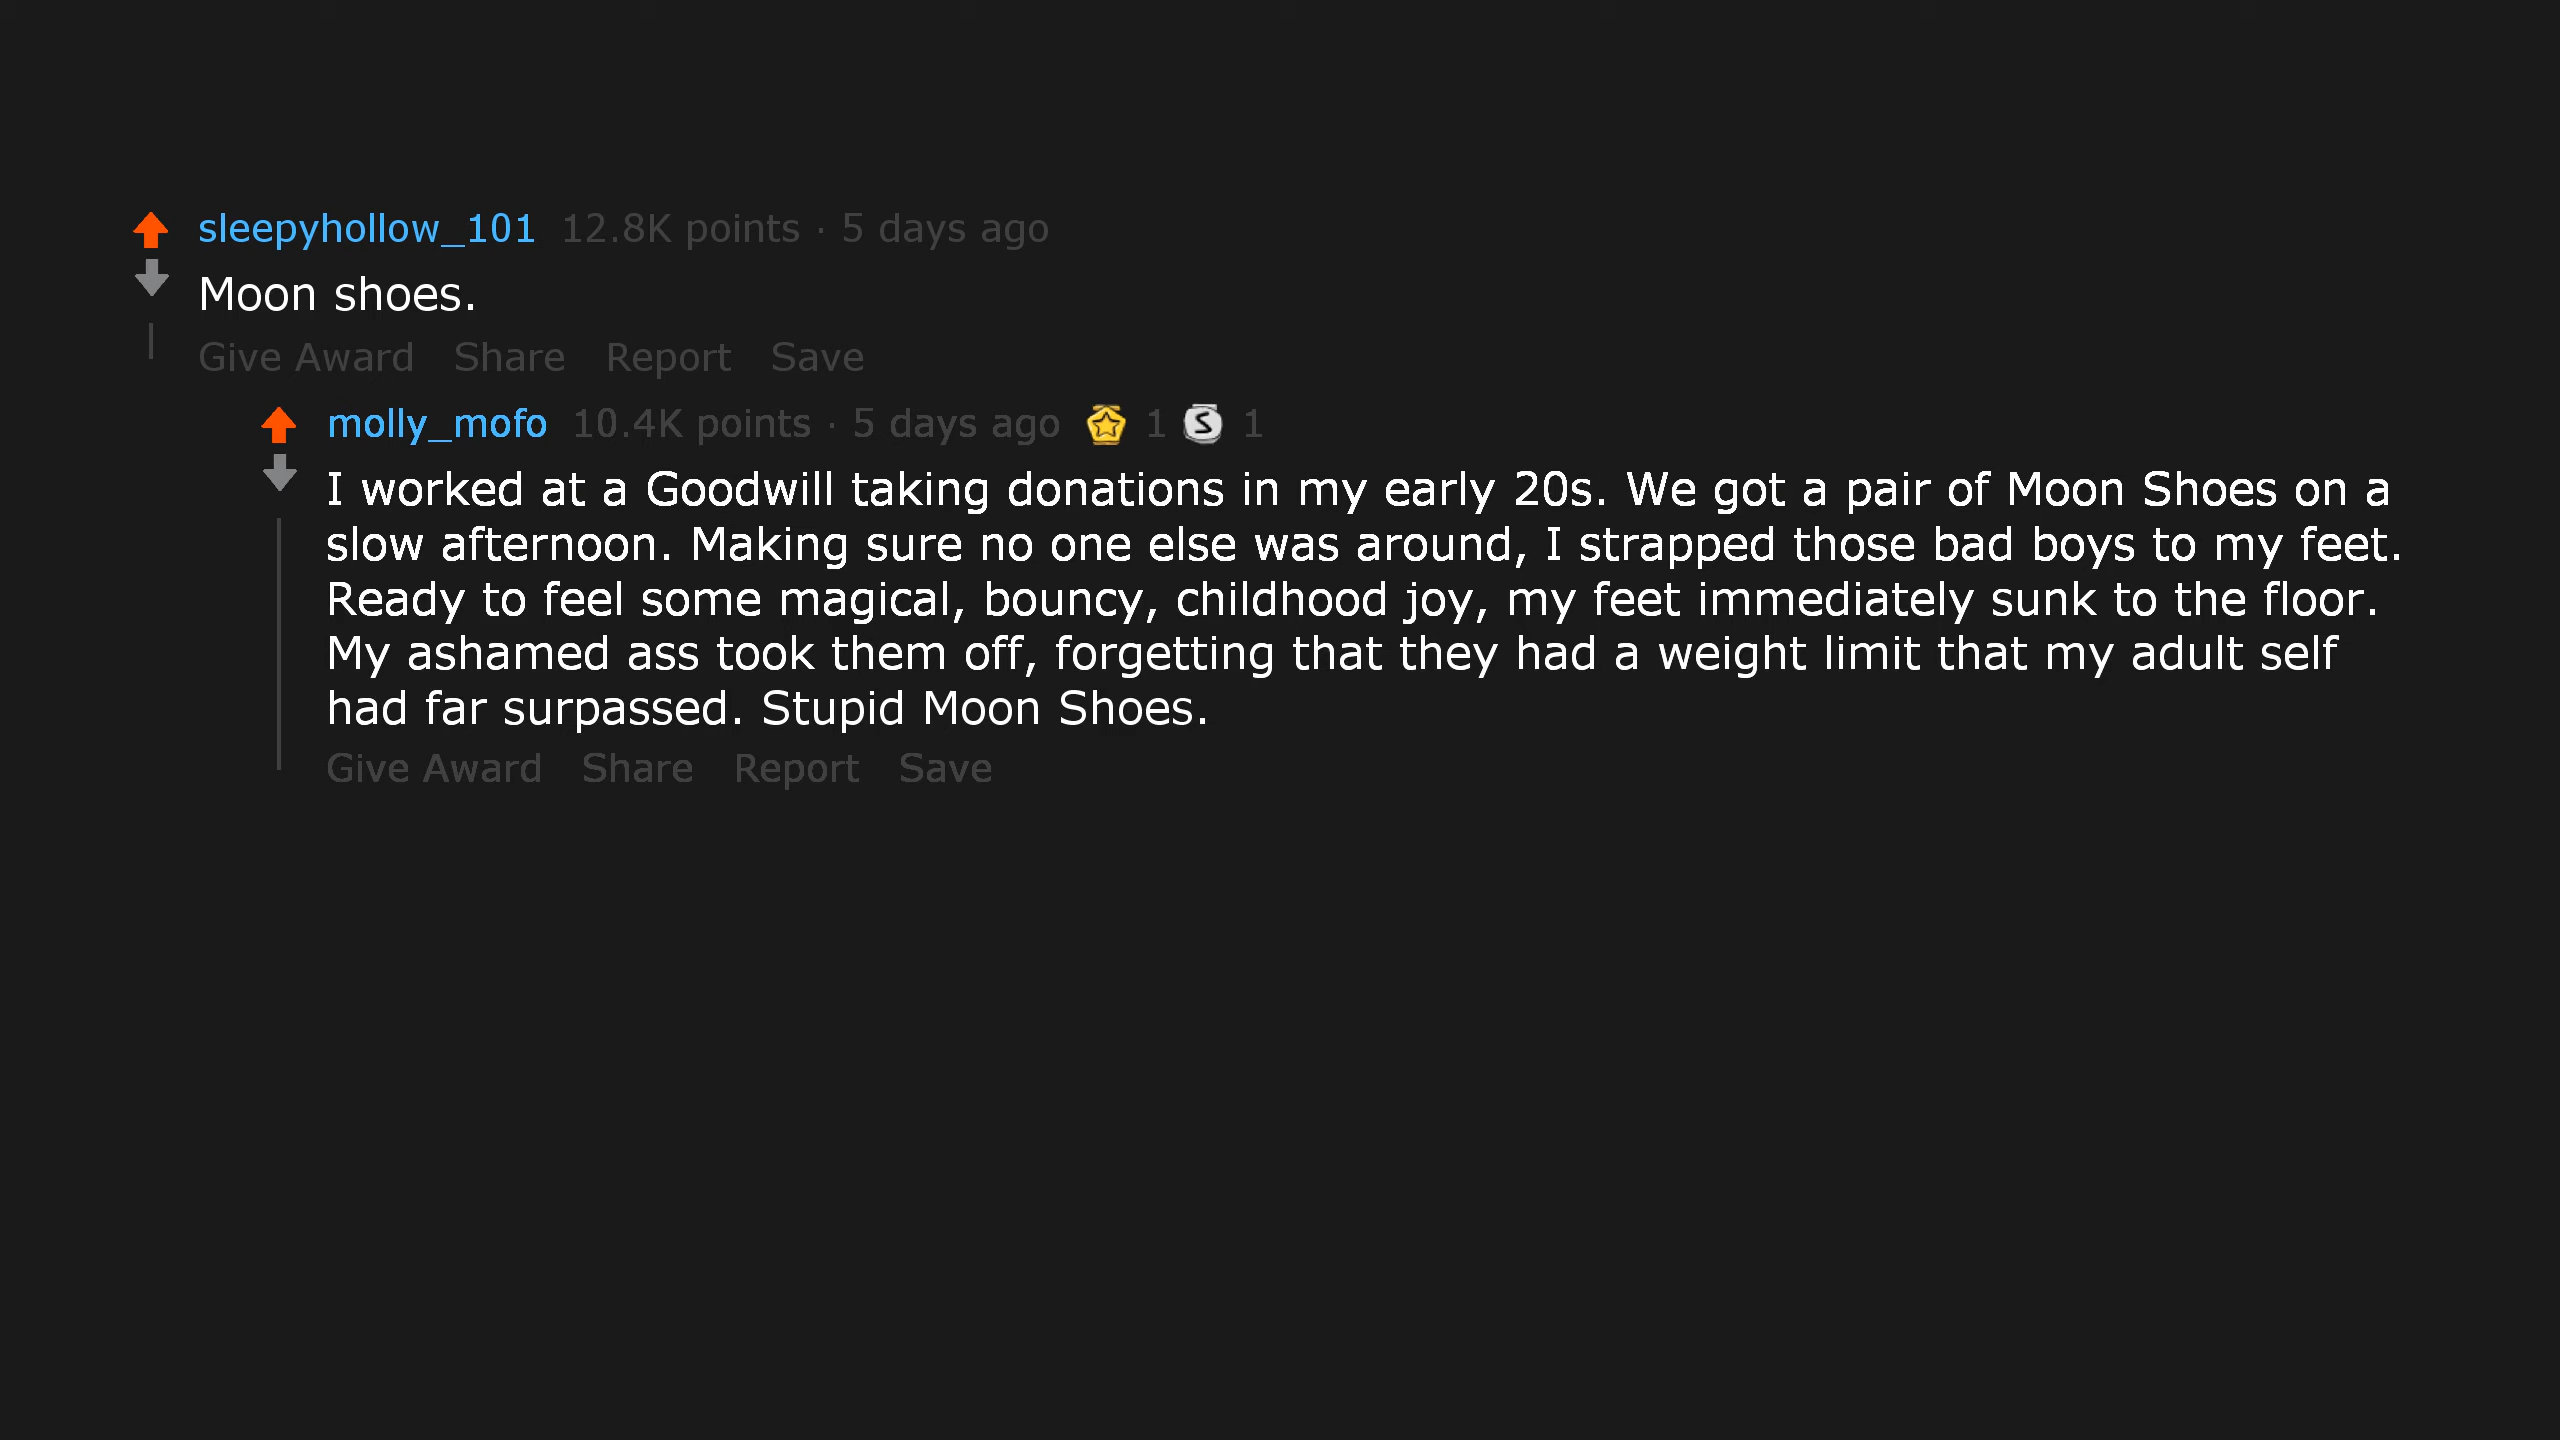 sleepyhollow_101 12.8K points · 5 days ago
Moon shoes.
Give Award Share Report Save
molly_mofo 10.4K points · 5 days ago 1 S 1
I worked at a Goodwill taking donations in my early 20s. We got a pair of Moon Shoes on a
slow afternoon. Making sure no one else was around, I strapped those bad boys to my feet.
Ready to feel some magical, bouncy, childhood joy, my feet immediately sunk to the floor.
My ashamed ass took them off, forgetting that they had a weight limit that my adult self
had far surpassed. Stupid Moon Shoes.
Give Award Share Report Save